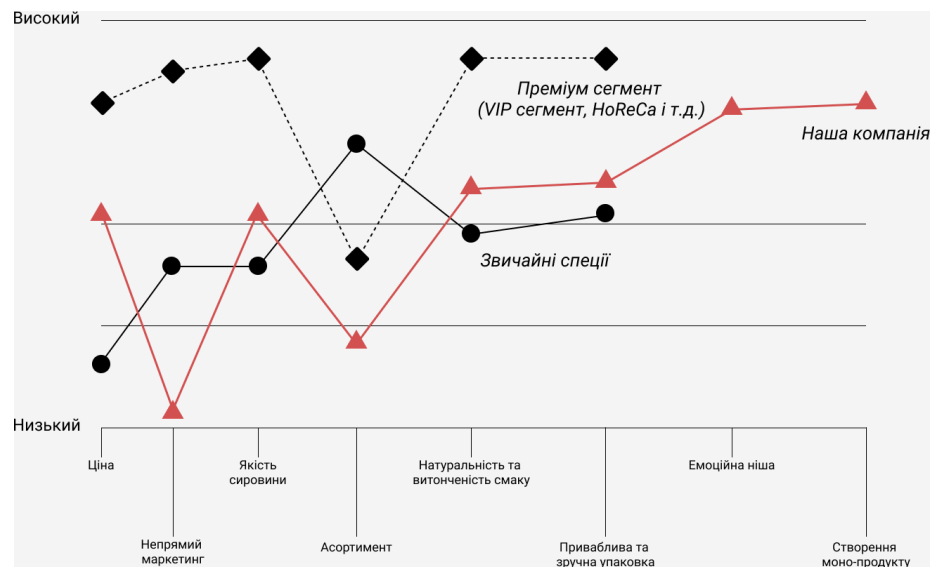 Високий
Преміум сегмент
(VIP сегмент, HoReCa і т.д.)
Наша компанія
Звичайні спеції
Низький
Ціна
Якість
сировини
Натуральність та
витонченість смаку
Емоційна ніша
Непрямий
маркетинг
Асортимент
Приваблива та
зручна упаковка
Створення
моно-продукту